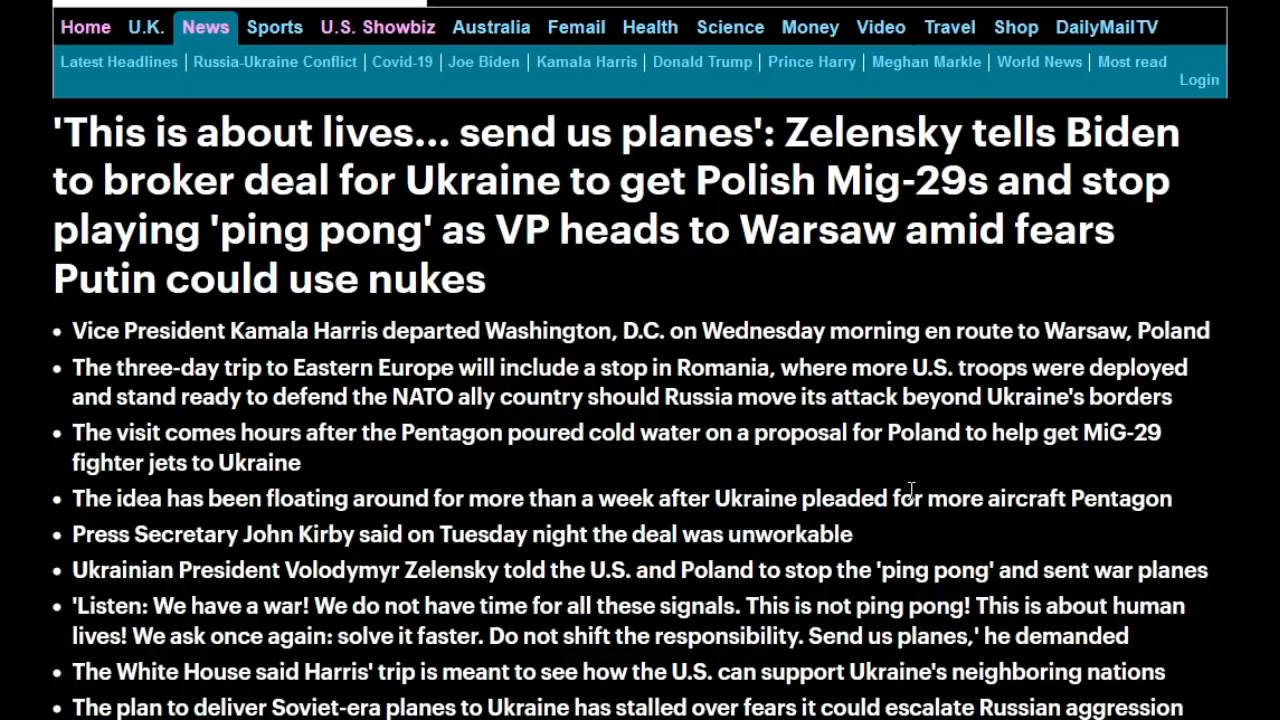 Home U.K. News Sports U.S. Showbiz Australia Femail Health Science Money Video Travel Shop DailyMailTV
Latest Headlines | Russia-Ukraine Conflict | Covid-19 | Joe Biden | Kamala Harris | Donald Trump | Prince Harry | Meghan Markle | World News | Most read
Login
'This is about lives... send us planes': Zelensky tells Biden
to broker deal for Ukraine to get Polish Mig-29s and stop
playing 'ping pong' as VP heads to Warsaw amid fears
Putin could use nukes
• Vice President Kamala Harris departed Washington, D.C. on Wednesday morning en route to Warsaw, Poland
• The three-day trip to Eastern Europe will include a stop in Romania, where more U.S. troops were deployed
and stand ready to defend the NATO ally country should Russia move its attack beyond Ukraine's borders
• The visit comes hours after the Pentagon poured cold water on a proposal for Poland to help get MiG-29
fighter jets to Ukraine
• The idea has been floating around for more than a week after Ukraine pleaded for more aircraft Pentagon
• Press Secretary John Kirby said on Tuesday night the deal was unworkable
• Ukrainian President Volodymyr Zelensky told the U.S. and Poland to stop the 'ping pong' and sent war planes
• 'Listen: We have a war! We do not have time for all these signals. This is not ping pong! This is about human
lives! We ask once again: solve it faster. Do not shift the responsibility. Send us planes,' he demanded
• The White House said Harris' trip is meant to see how the U.S. can support Ukraine's neighboring nations
• The plan to deliver Soviet-era planes to Ukraine has stalled over fears it could escalate Russian aggression